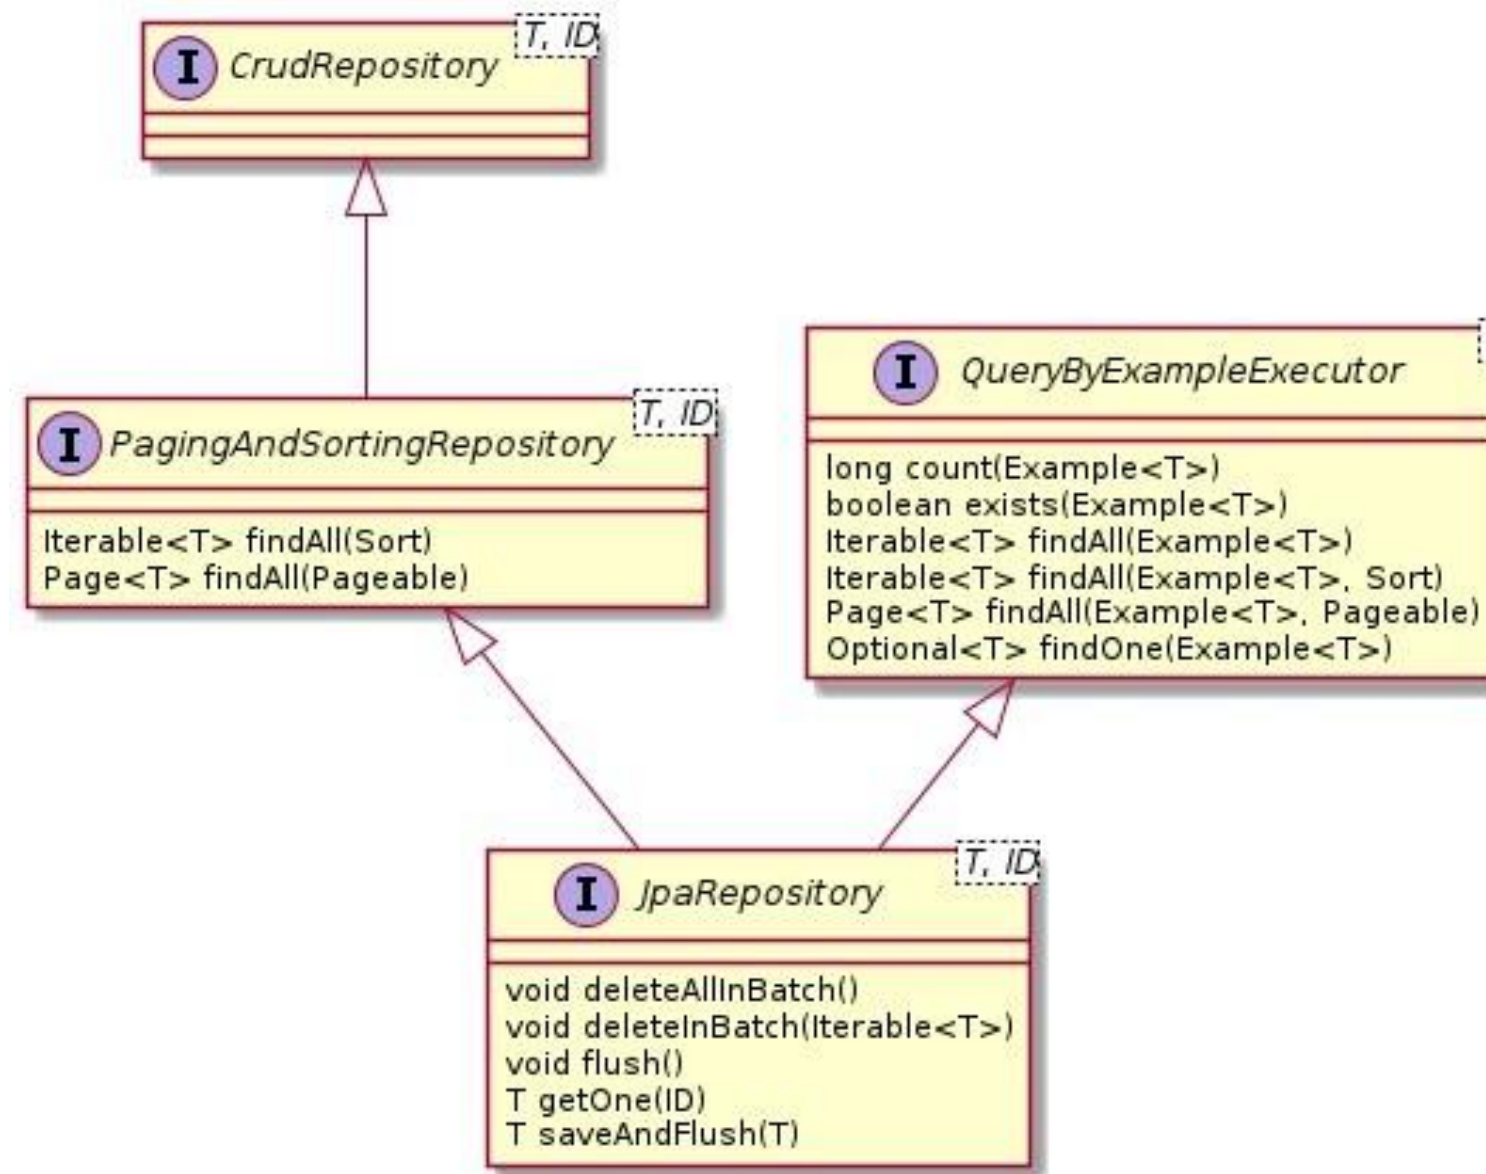 T, ID
I CrudRepository
T, ID
I PagingAndSortingRepository
Iterable<T> findAll(Sort)
Page<T> findAll(Pageable)
I QueryByExampleExecutor
long count(Example<T>)
boolean exists(Example<T>)
Iterable<T> findAll(Example<T>)
Iterable<T> findAll(Example<T>, Sort)
Page<T> findAll(Example<T>, Pageable)
Optional<T> findOne(Example<T>)
T, ID
I JpaRepository
void deleteAllInBatch()
void deleteInBatch(Iterable<T>)
void flush()
T getOne(ID)
T saveAndFlush(T)